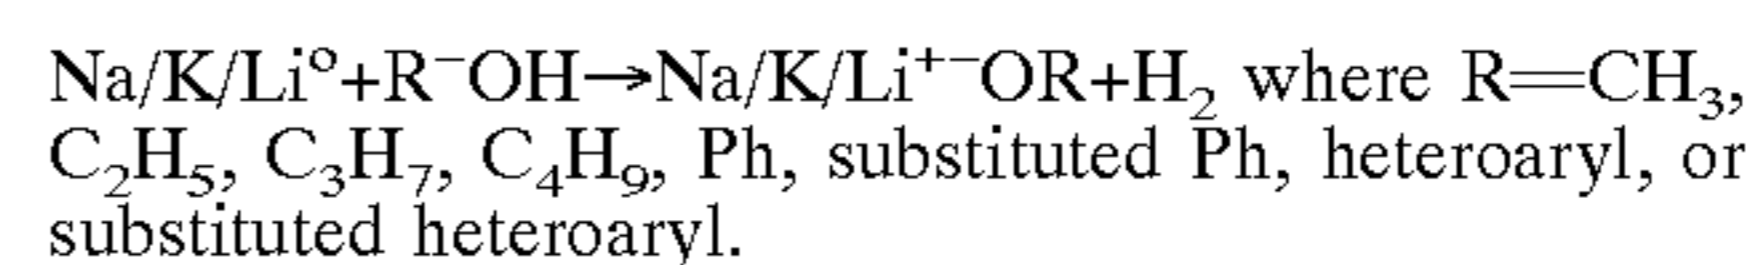 Na/K/Li°+R⁻OH→Na/K/Li⁺⁻OR+H₂ where R═CH₃,
C₂H₅, C₃H₇, C₄H₉, Ph, substituted Ph, heteroaryl, or
substituted heteroaryl.